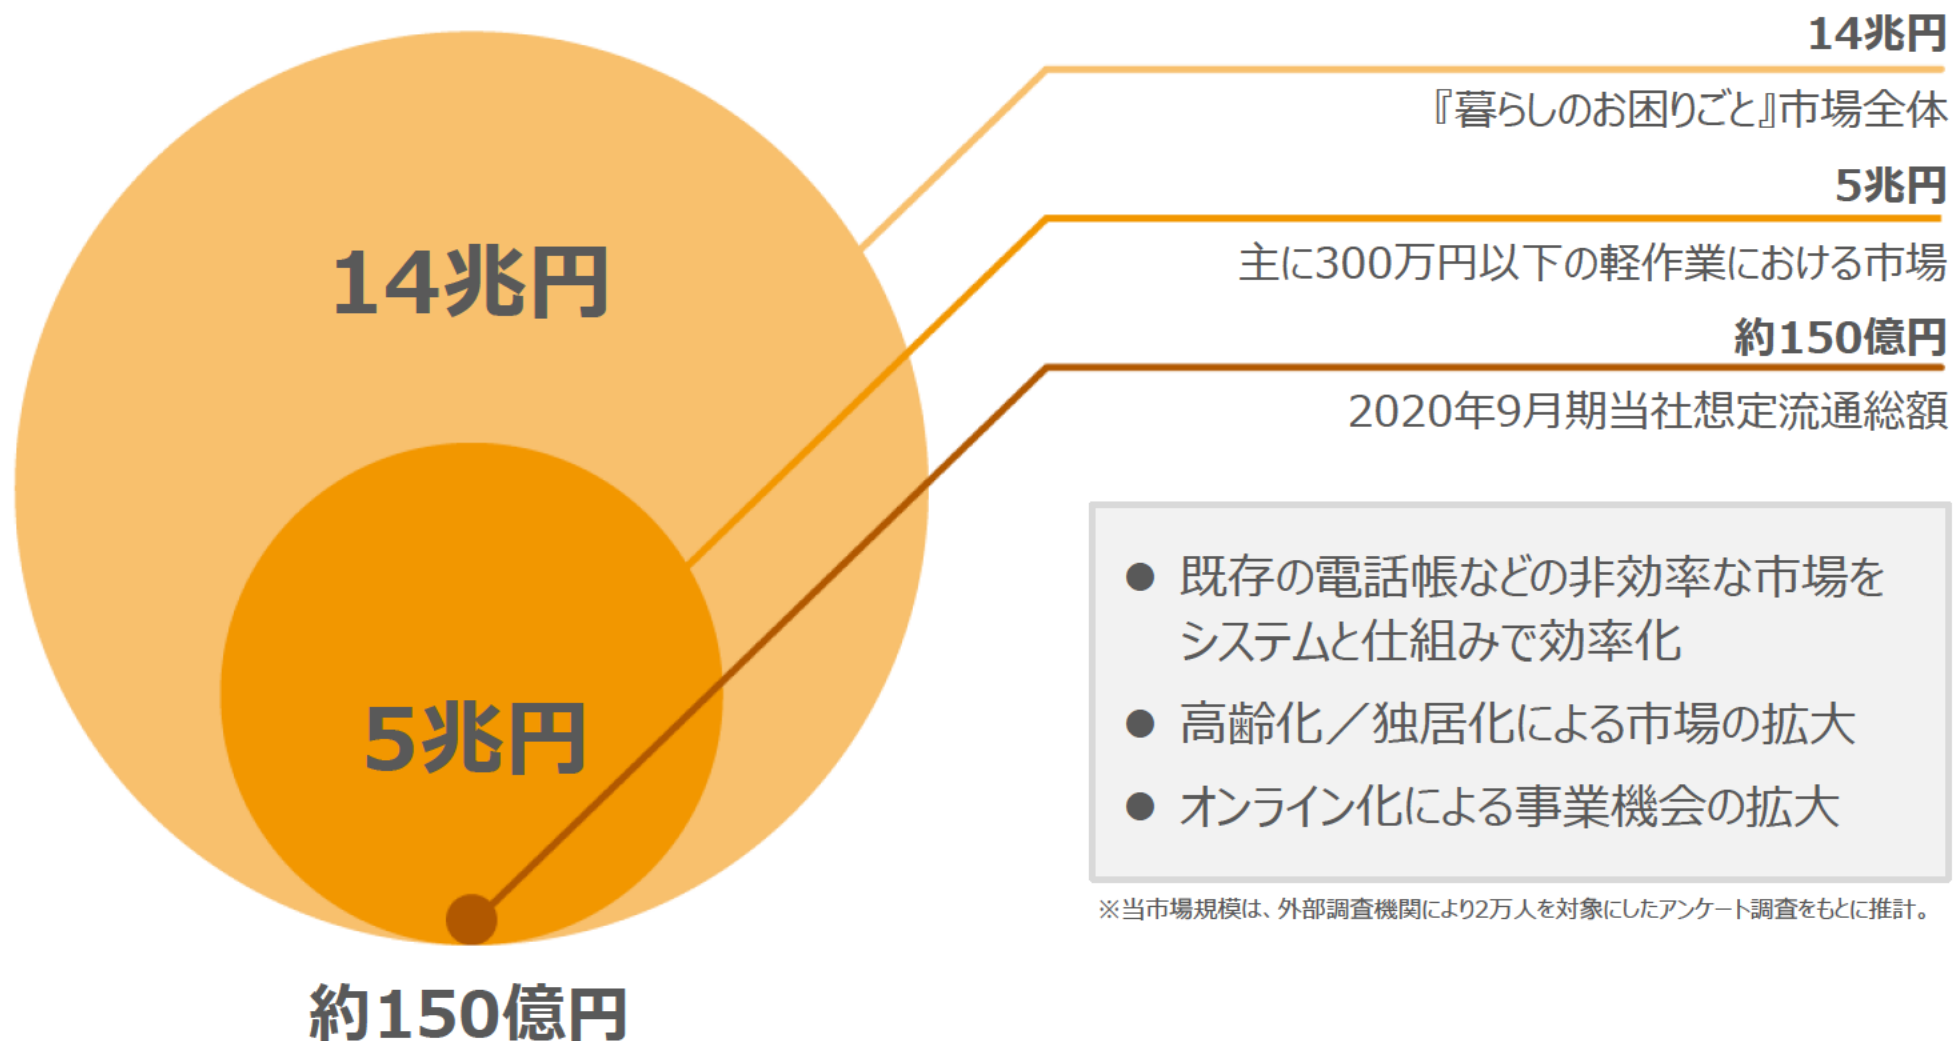 14兆円
『暮らしのお困りごと』市場全体
5兆円
主に300万円以下の軽作業における市場
約150億円
2020年9月期当社想定流通総額
14兆円
5兆円
約150億円
● 既存の電話帳などの非効率な市場を
システムと仕組みで効率化
● 高齢化／独居化による市場の拡大
● オンライン化による事業機会の拡大
※当市場規模は、外部調査機関により2万人を対象にしたアンケート調査をもとに推計。